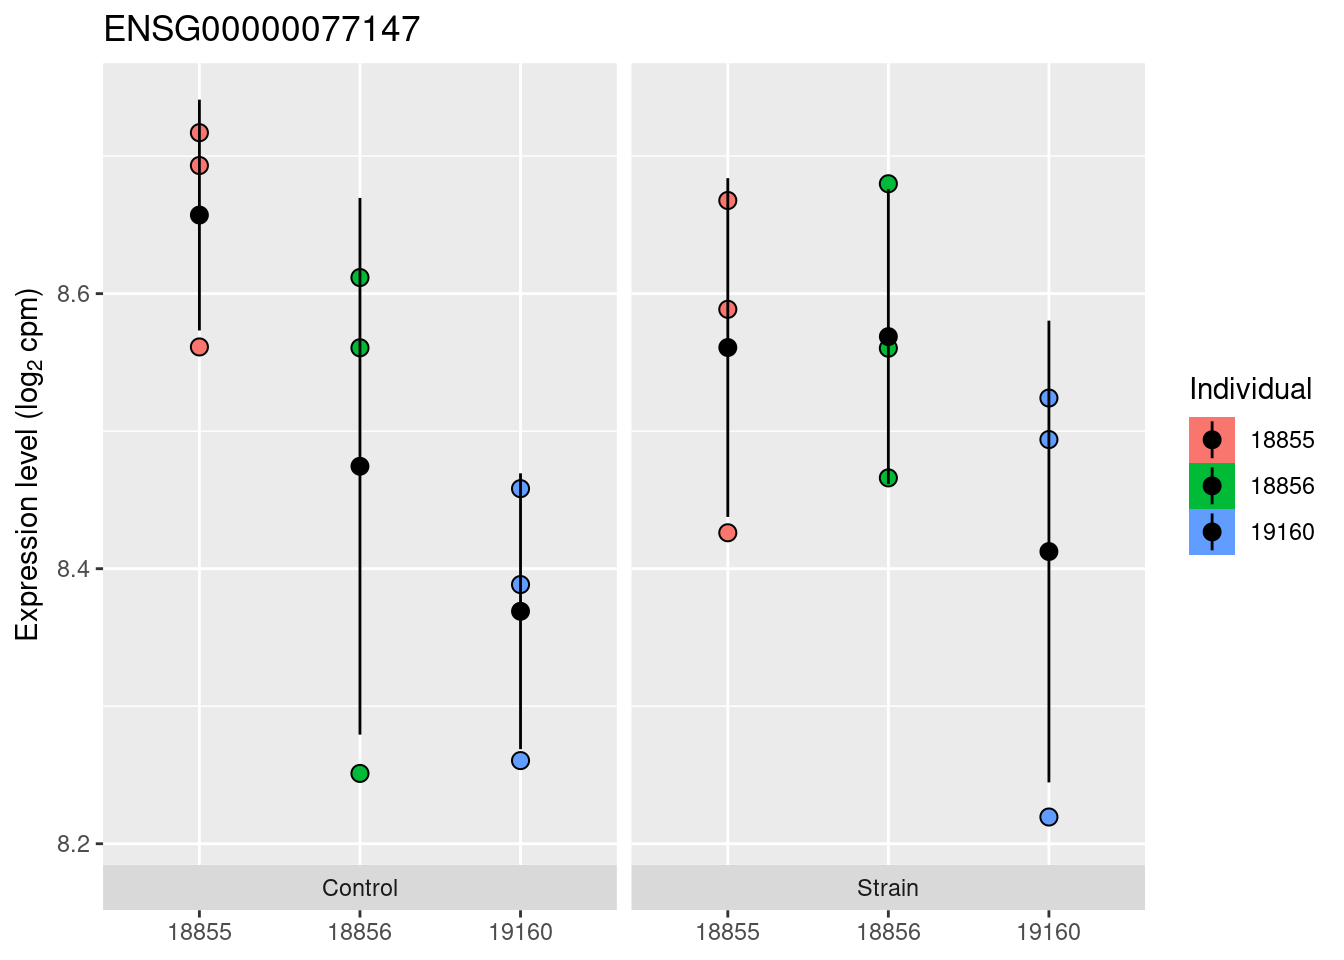 ENSG00000077147
Expression level (log₂ cpm)
8.6
8.4
8.2
Control
Strain
18855
18856
19160
18855
18856
19160
Individual
18855
18856
19160